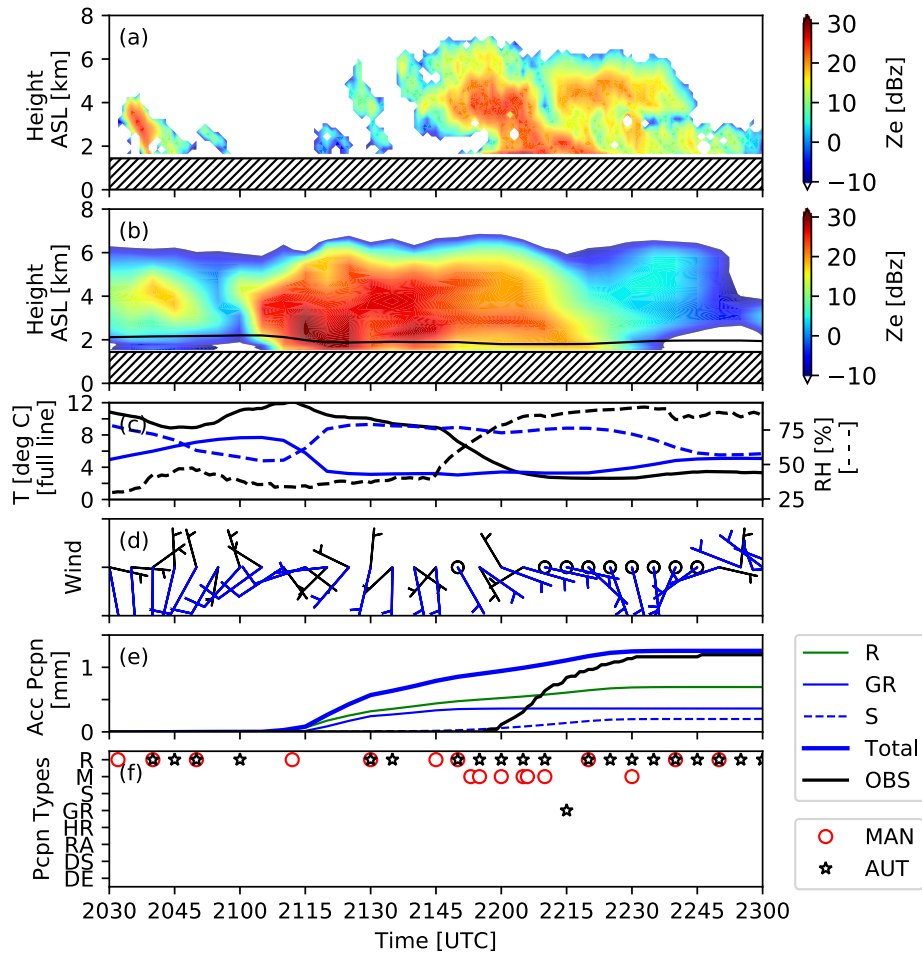 (a)
8
6
4
2
0
Height
ASL [km]
30
20
10
0
−10
Ze [dBz]
(b)
8
6
4
2
0
Height
ASL [km]
30
20
10
0
−10
Ze [dBz]
(c)
12
8
4
0
T [deg C]
[full line]
75
50
25
RH [%]
[- - -]
(d)
Wind
(e)
1
0
Acc Pcpn
[mm]
R
GR
S
Total
OBS
(f)
R
M
S
GR
HR
RA
DS
DE
Pcpn Types
MAN
AUT
2030 2045 2100 2115 2130 2145 2200 2215 2230 2245 2300
Time [UTC]